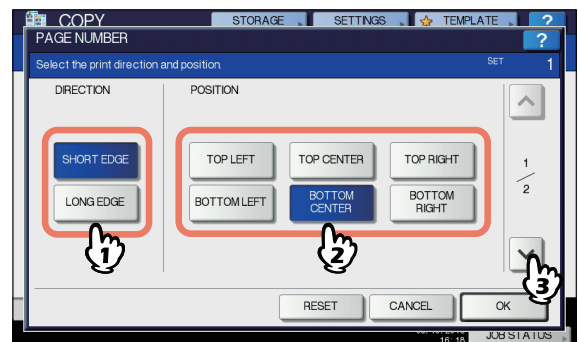 COPY
STORAGE
SETTINGS
TEMPLATE
?
PAGE NUMBER
?
Select the print direction and position.
SET 1
DIRECTION
POSITION
SHORT EDGE
TOP LEFT
TOP CENTER
TOP RIGHT
LONG EDGE
BOTTOM LEFT
BOTTOM
CENTER
BOTTOM
RIGHT
1
2
1
2
3
RESET
CANCEL
OK
16: 18
JOB STATUS